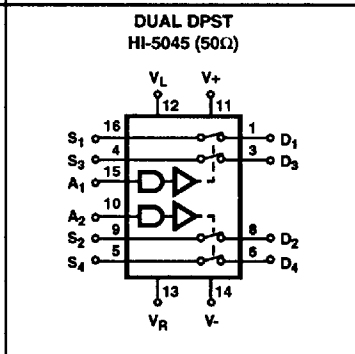 DUAL DPST
HI-5045 (50Ω)
VL V+
12 11
S1 16 1 D1
S3 4 3 D3
A1 15
A2 10
S2 9 8 D2
S4 5 6 D4
13 14
VR V-